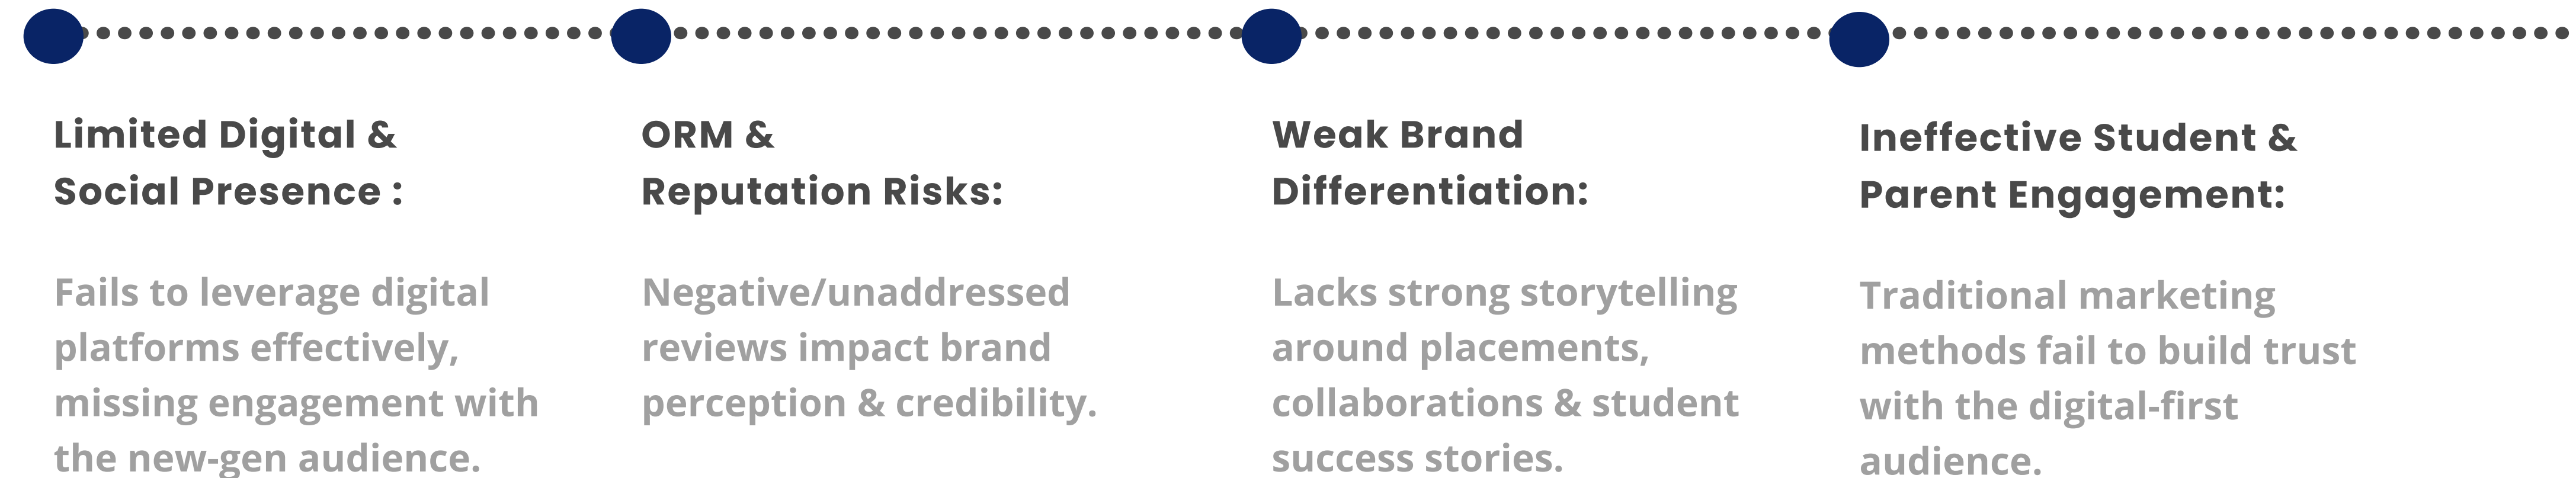 Limited Digital &
Social Presence :
Fails to leverage digital
platforms effectively,
missing engagement with
the new-gen audience.
ORM &
Reputation Risks:
Negative/unaddressed
reviews impact brand
perception & credibility.
Weak Brand
Differentiation:
Lacks strong storytelling
around placements,
collaborations & student
success stories.
Ineffective Student &
Parent Engagement:
Traditional marketing
methods fail to build trust
with the digital-first
audience.